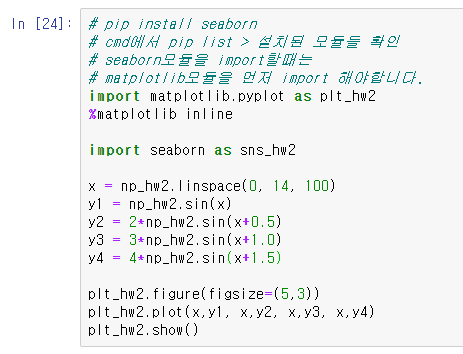 In [24]:
# pip install seaborn
# cmd에서 pip list > 설치된 모듈들 확인
# seaborn모듈을 import할때는
# matplotlib모듈을 먼저 import 해야합니다.
import matplotlib.pyplot as plt_hw2
%matplotlib inline
import seaborn as sns_hw2
x = np_hw2.linspace(0, 14, 100)
y1 = np_hw2.sin(x)
y2 = 2*np_hw2.sin(x+0.5)
y3 = 3*np_hw2.sin(x+1.0)
y4 = 4*np_hw2.sin(x+1.5)
plt_hw2.figure(figsize=(5,3))
plt_hw2.plot(x,y1, x,y2, x,y3, x,y4)
plt_hw2.show()